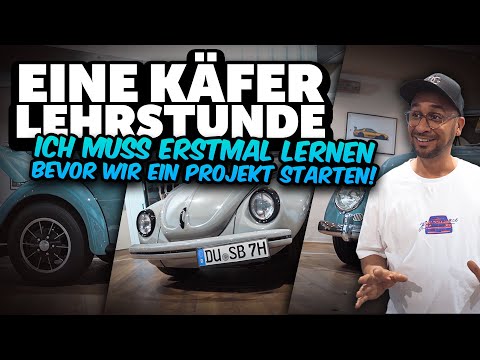 EINE KÄFER
LEHRSTUNDE
ICH MUSS ERSTMAL LERNEN
BEVOR WIR EIN PROJEKT STARTEN!
DU SB 7H